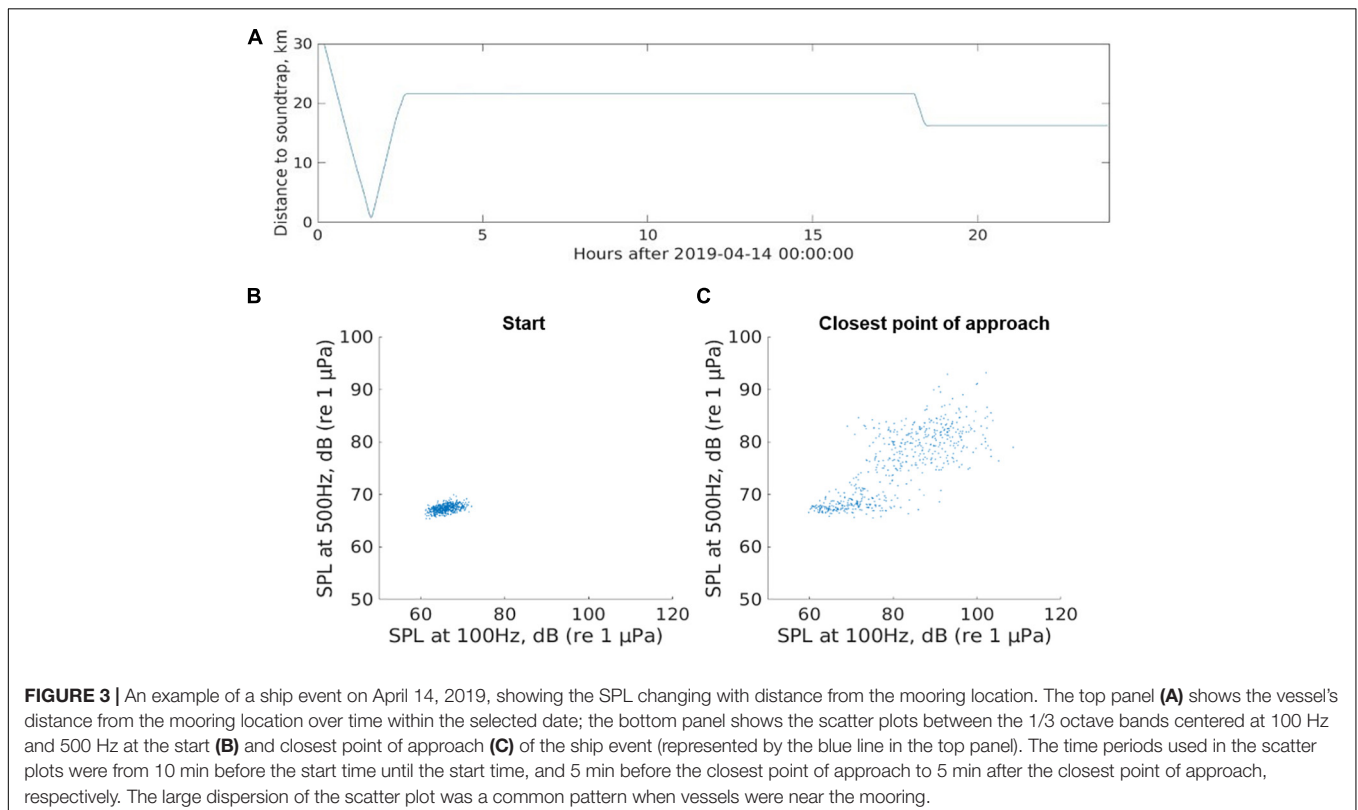 A
Distance to soundtrap, km
30
20
10
0
0 5 10 15 20
Hours after 2019-04-14 00:00:00
B
Start
SPL at 500Hz, dB (re 1 μPa)
100
90
80
70
60
50
60 80 100 120
SPL at 100Hz, dB (re 1 μPa)
C
Closest point of approach
SPL at 500Hz, dB (re 1 μPa)
100
90
80
70
60
50
60 80 100 120
SPL at 100Hz, dB (re 1 μPa)
FIGURE 3 | An example of a ship event on April 14, 2019, showing the SPL changing with distance from the mooring location. The top panel (A) shows the vessel's
distance from the mooring location over time within the selected date; the bottom panel shows the scatter plots between the 1/3 octave bands centered at 100 Hz
and 500 Hz at the start (B) and closest point of approach (C) of the ship event (represented by the blue line in the top panel). The time periods used in the scatter
plots were from 10 min before the start time until the start time, and 5 min before the closest point of approach to 5 min after the closest point of approach,
respectively. The large dispersion of the scatter plot was a common pattern when vessels were near the mooring.